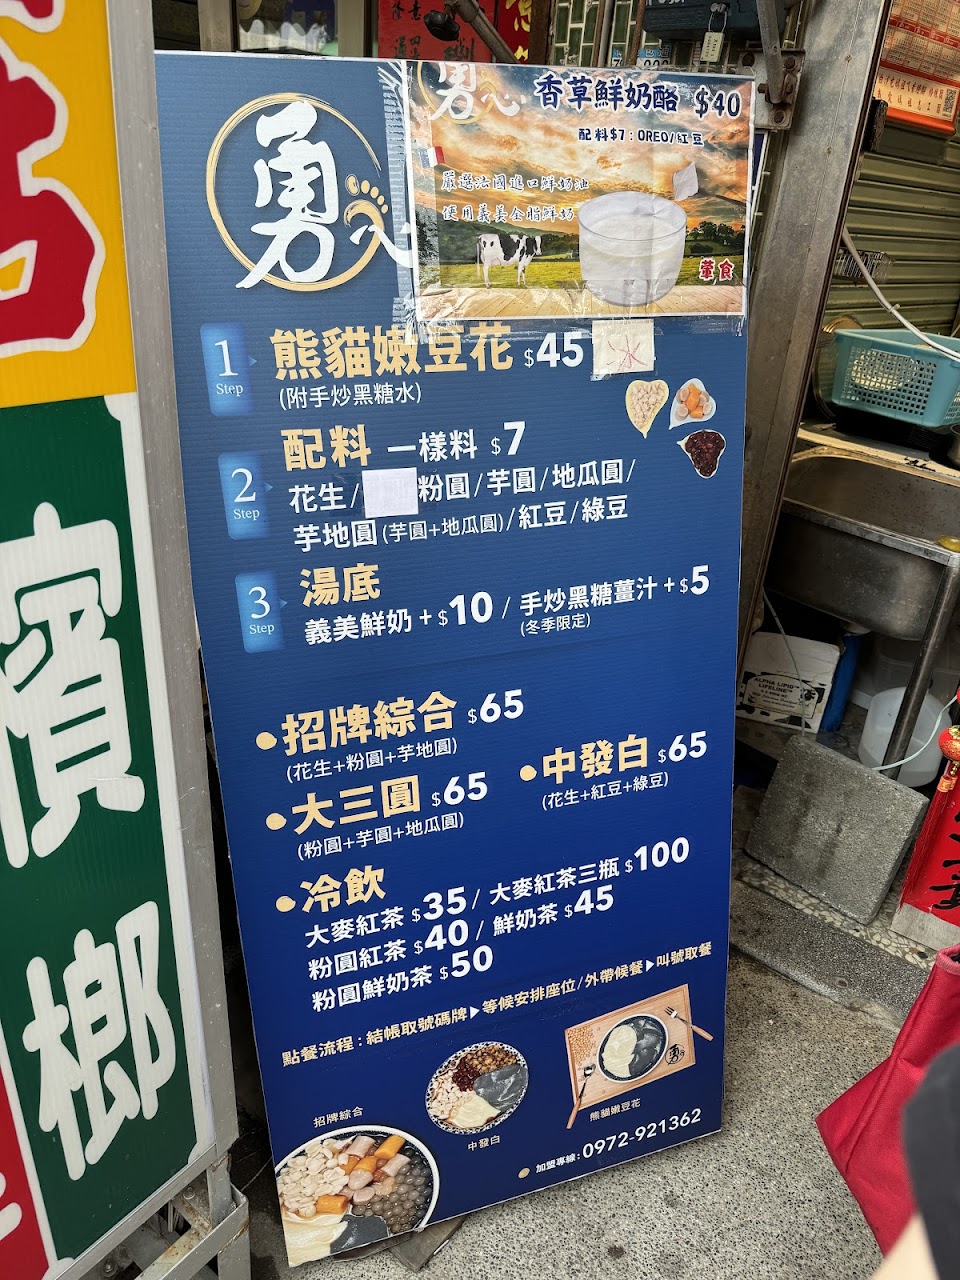 勇
香草鮮奶酪 $40
配料$7：OREO/紅豆
嚴選法國進口鮮奶油
使用義美全脂鮮奶
葷食
1
Step
熊貓嫩豆花 $45
冰
(附手炒黑糖水)
2
Step
配料 一樣料 $7
花生/ 粉圓/芋圓/地瓜圓/
芋地圓(芋圓+地瓜圓)/紅豆/綠豆
3
Step
湯底
義美鮮奶+$10 / 手炒黑糖薑汁+$5
(冬季限定)
•招牌綜合 $65
(花生+粉圓+芋地圓)
•中發白 $65
(花生+紅豆+綠豆)
•大三圓 $65
(粉圓+芋圓+地瓜圓)
•冷飲
大麥紅茶 $35 / 大麥紅茶三瓶 $100
粉圓紅茶 $40 / 鮮奶茶 $45
粉圓鮮奶茶 $50
點餐流程：結帳取號碼牌▶等候安排座位/外帶候餐▶叫號取餐
招牌綜合
中發白
熊貓嫩豆花
勇
加盟專線：0972-921362
檳
榔
ALPHA LIPID
LIFELINE